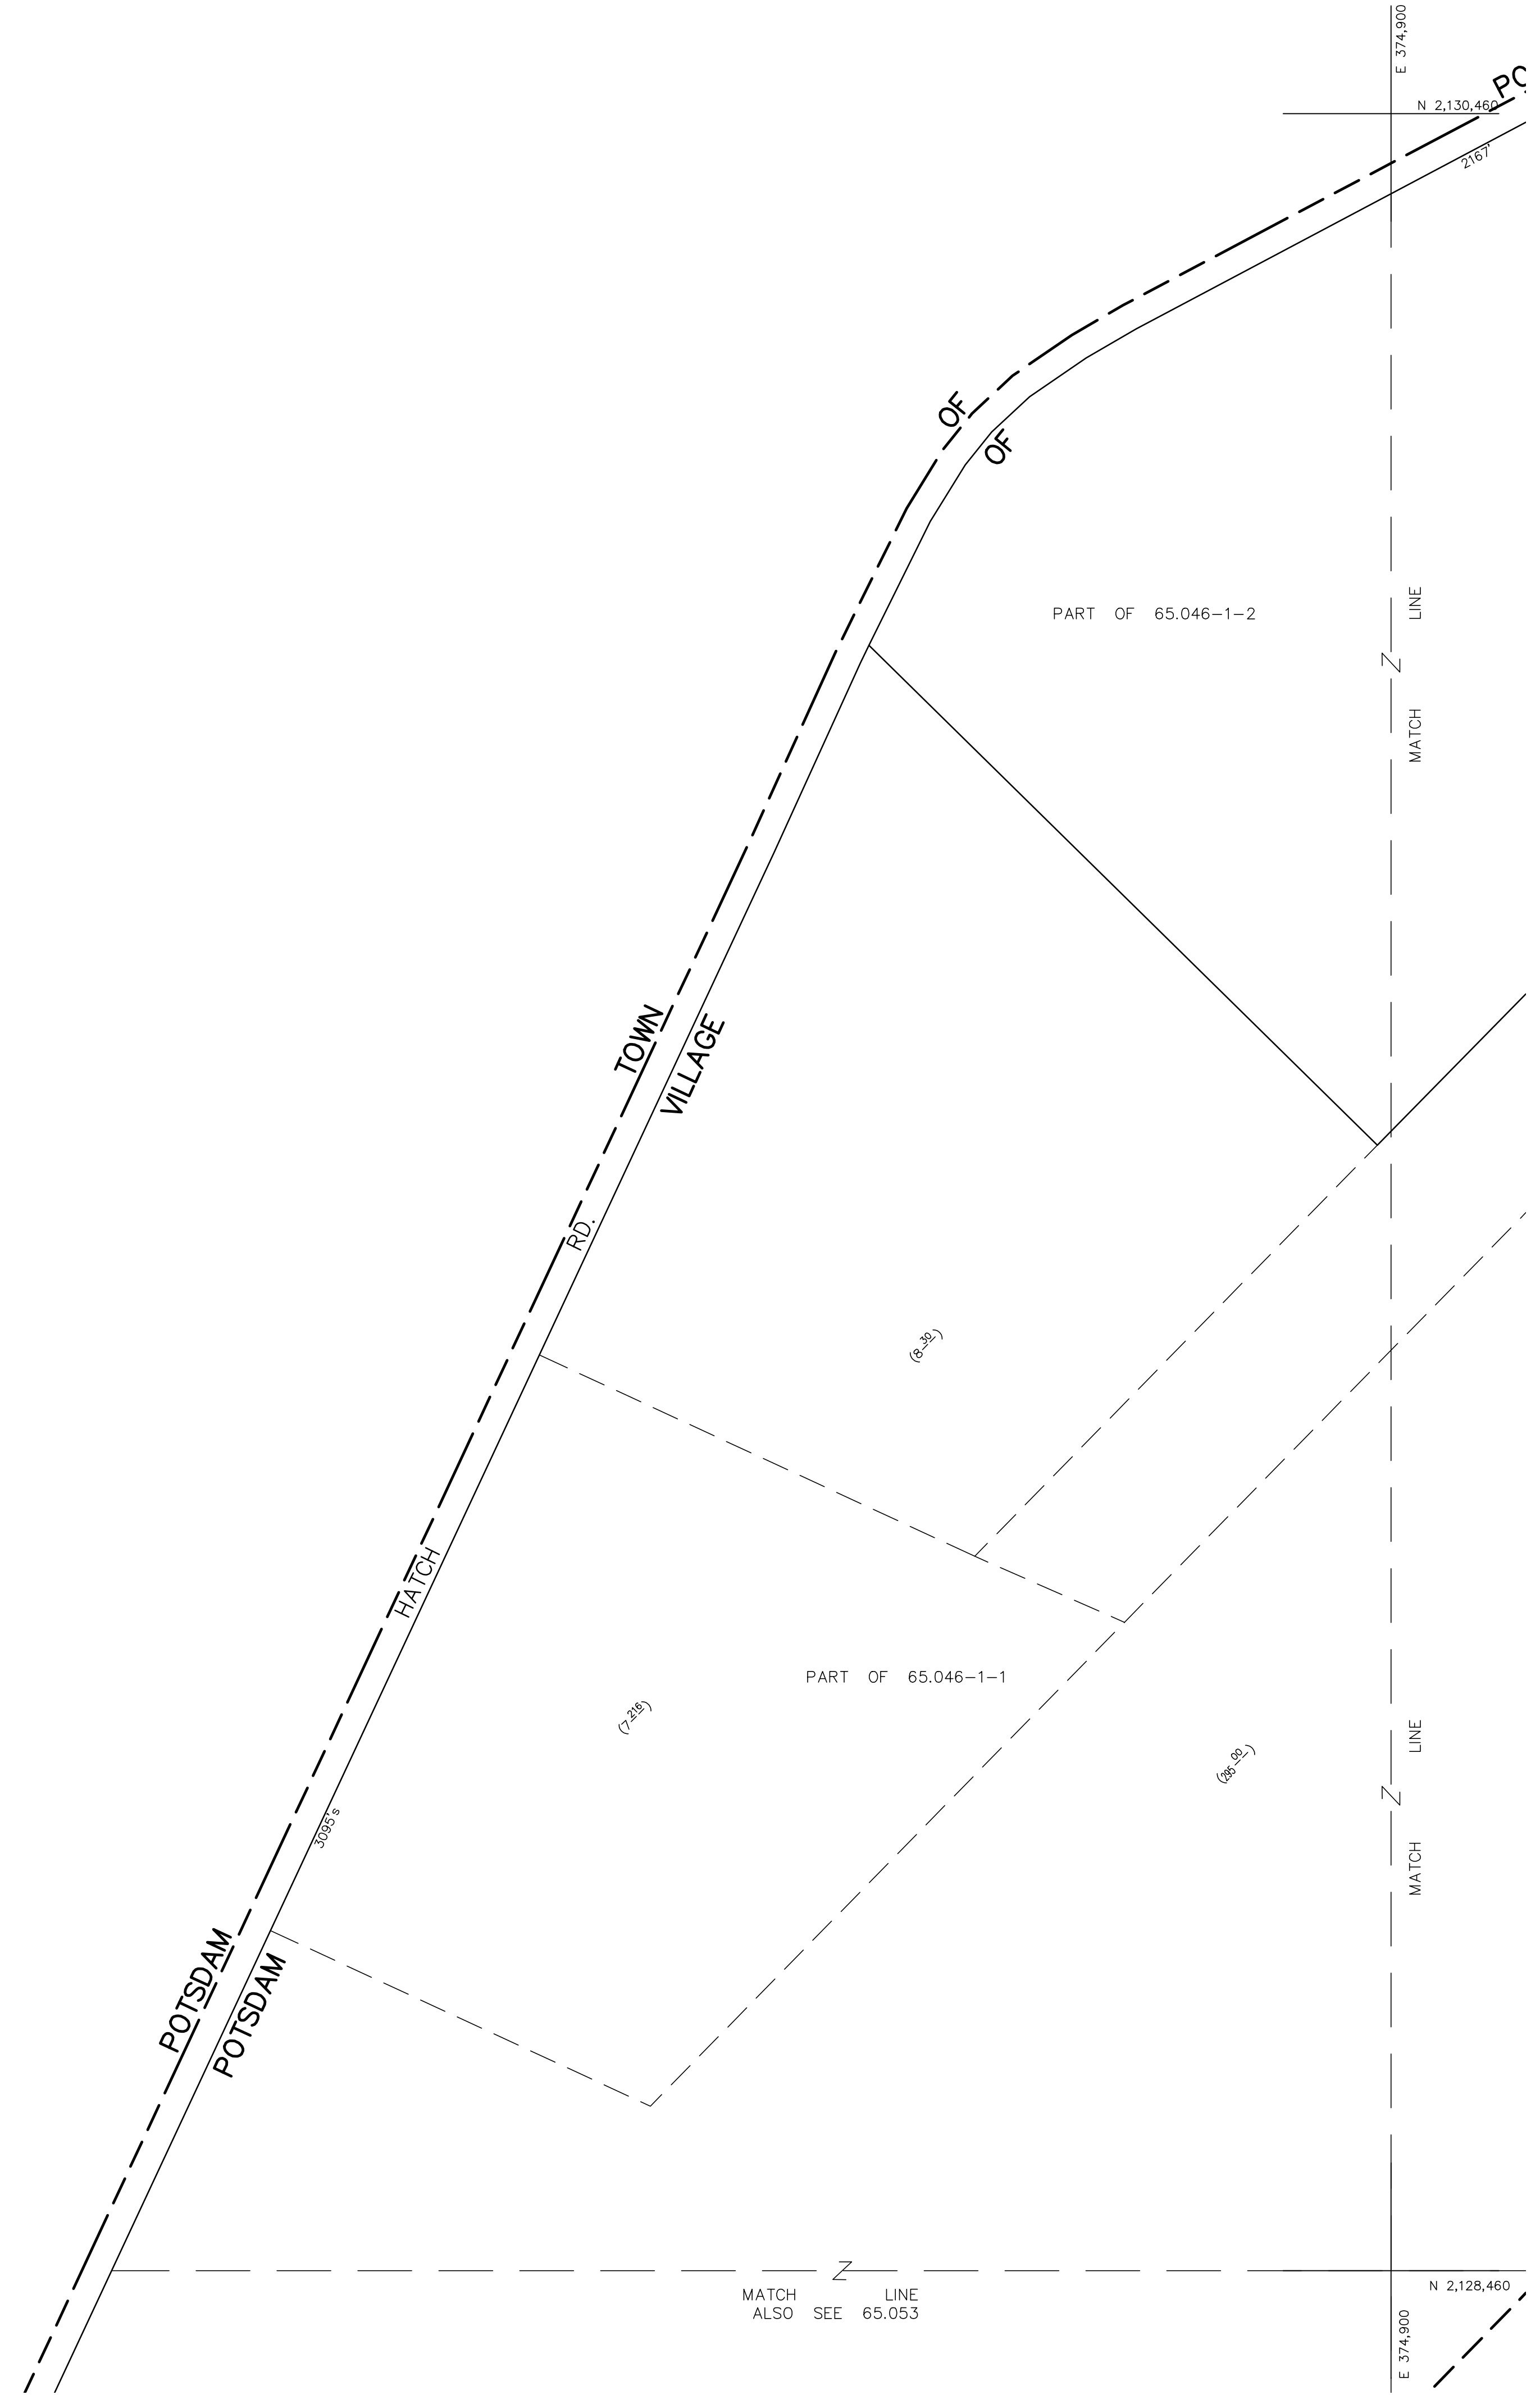 E 374,900
N 2,130,460
PO
2167'
OF
OF
PART OF 65.046-1-2
MATCH LINE
TOWN
VILLAGE
RD.
(8.30)
HATCH
PART OF 65.046-1-1
(7.216)
(295.00)
MATCH LINE
3095's
POTSDAM
POTSDAM
MATCH LINE
ALSO SEE 65.053
N 2,128,460
E 374,900